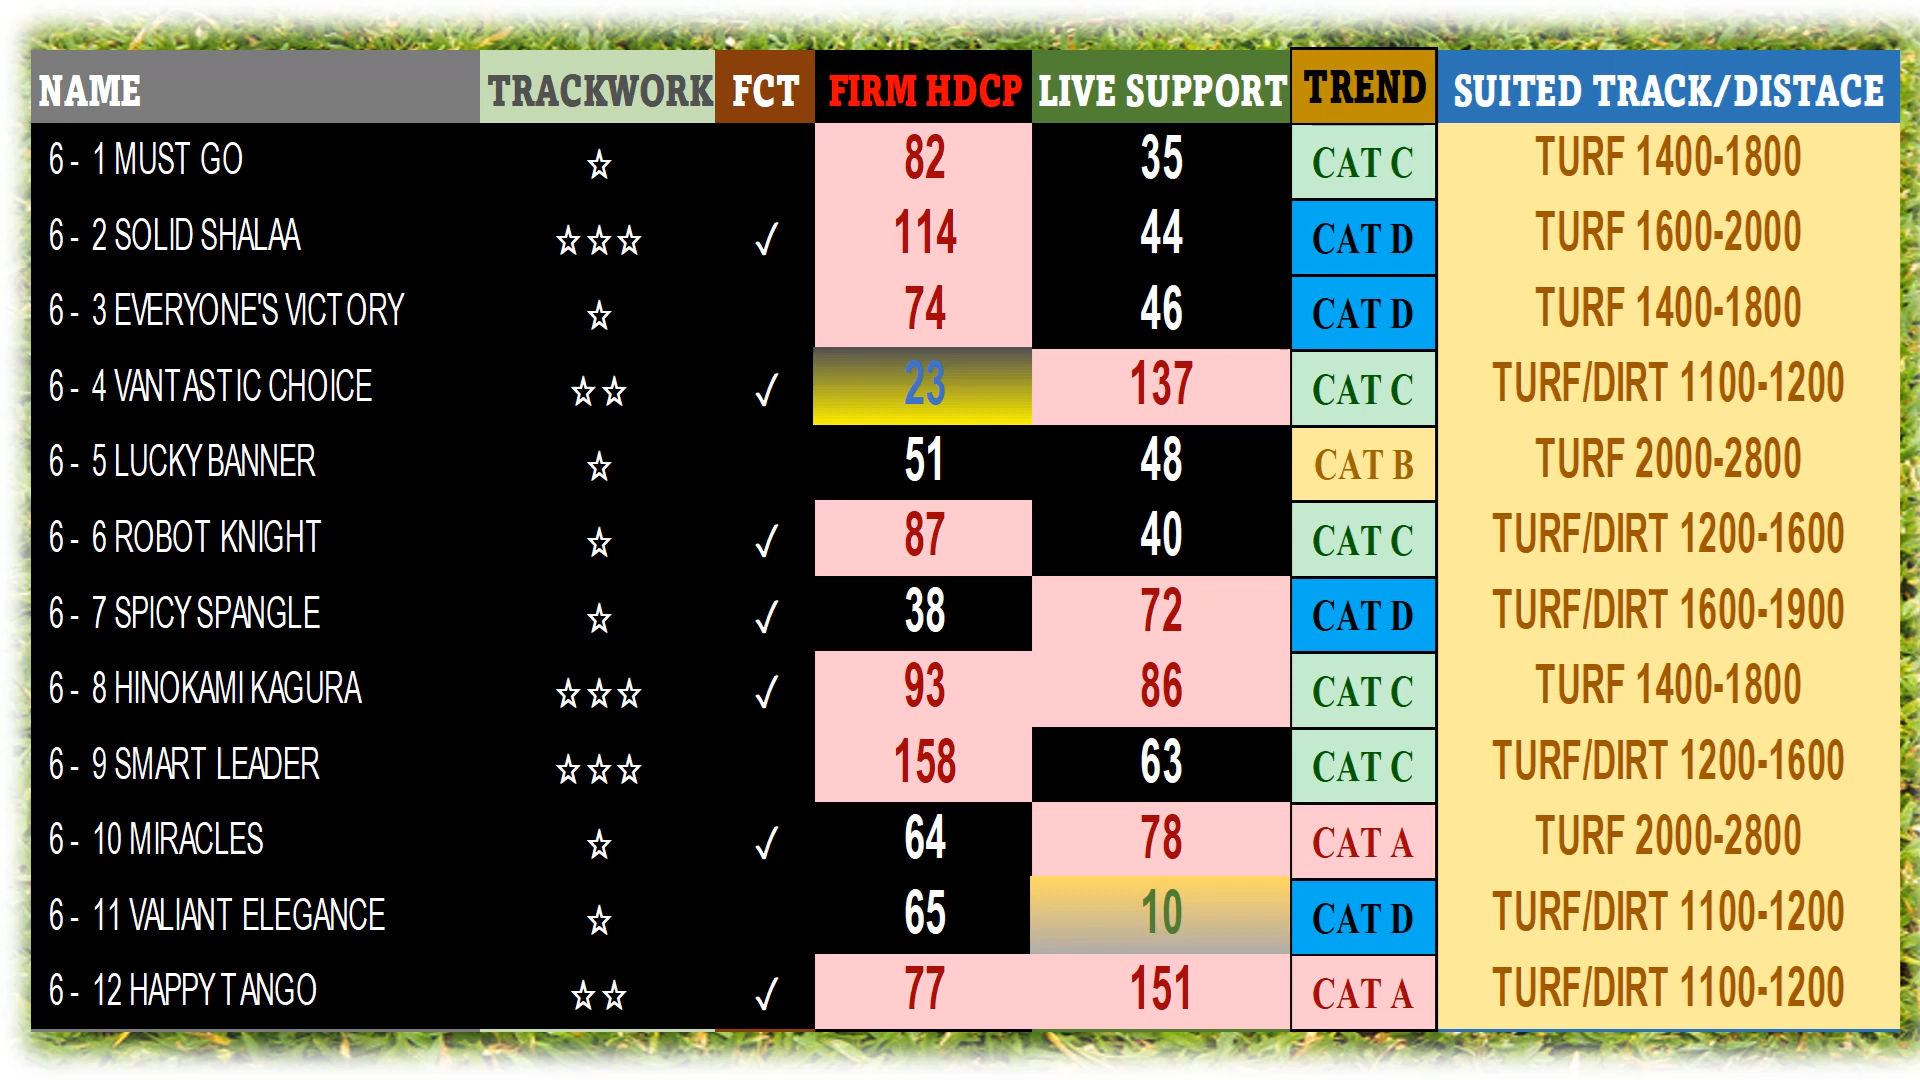 NAME TRACKWORK FCT FIRM HDCP LIVE SUPPORT TREND SUITED TRACK/DISTACE
6 - 1 MUST GO ☆ 82 35 CAT C TURF 1400-1800
6 - 2 SOLID SHALAA ☆☆☆ ✓ 114 44 CAT D TURF 1600-2000
6 - 3 EVERYONE'S VICTORY ☆ 74 46 CAT D TURF 1400-1800
6 - 4 VANTASTIC CHOICE ☆☆ ✓ 23 137 CAT C TURF/DIRT 1100-1200
6 - 5 LUCKY BANNER ☆ 51 48 CAT B TURF 2000-2800
6 - 6 ROBOT KNIGHT ☆ ✓ 87 40 CAT C TURF/DIRT 1200-1600
6 - 7 SPICY SPANGLE ☆ ✓ 38 72 CAT D TURF/DIRT 1600-1900
6 - 8 HINOKAMI KAGURA ☆☆☆ ✓ 93 86 CAT C TURF 1400-1800
6 - 9 SMART LEADER ☆☆☆ 158 63 CAT C TURF/DIRT 1200-1600
6 - 10 MIRACLES ☆ ✓ 64 78 CAT A TURF 2000-2800
6 - 11 VALIANT ELEGANCE ☆ 65 10 CAT D TURF/DIRT 1100-1200
6 - 12 HAPPY TANGO ☆☆ ✓ 77 151 CAT A TURF/DIRT 1100-1200